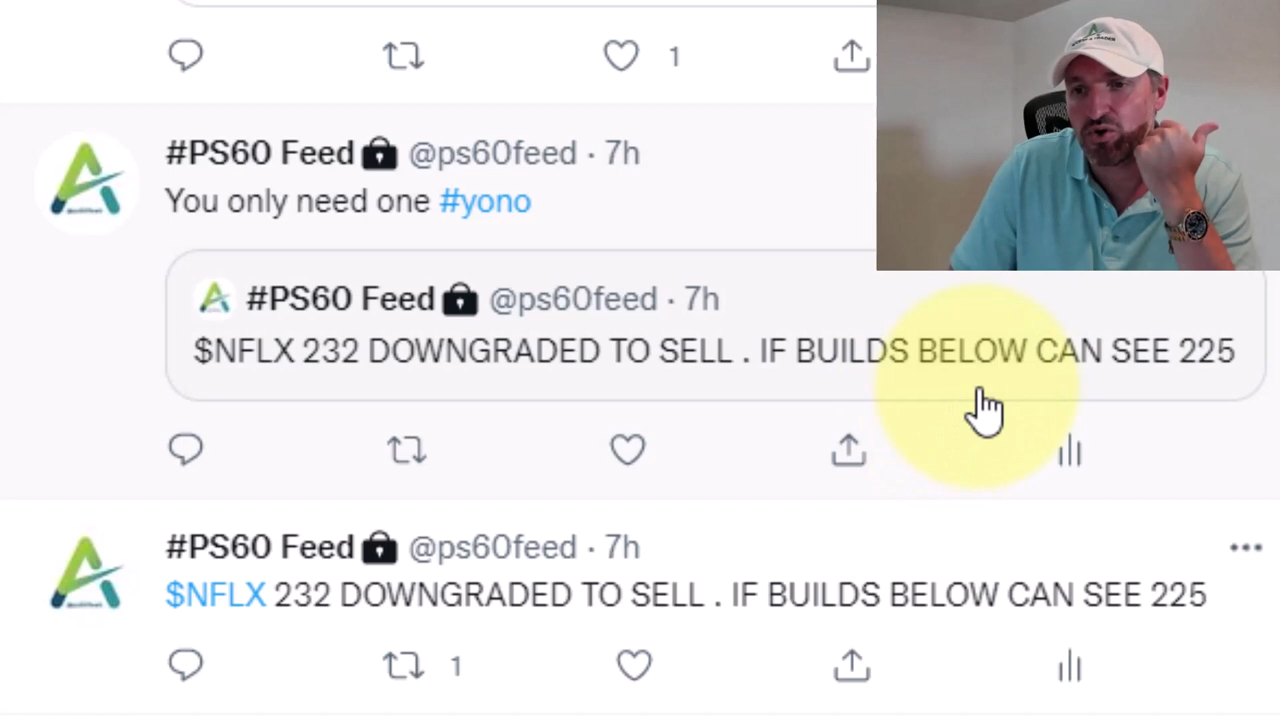 1
#PS60 Feed @ps60feed · 7h
You only need one #yono
#PS60 Feed @ps60feed · 7h
$NFLX 232 DOWNGRADED TO SELL . IF BUILDS BELOW CAN SEE 225
#PS60 Feed @ps60feed · 7h
$NFLX 232 DOWNGRADED TO SELL . IF BUILDS BELOW CAN SEE 225
1